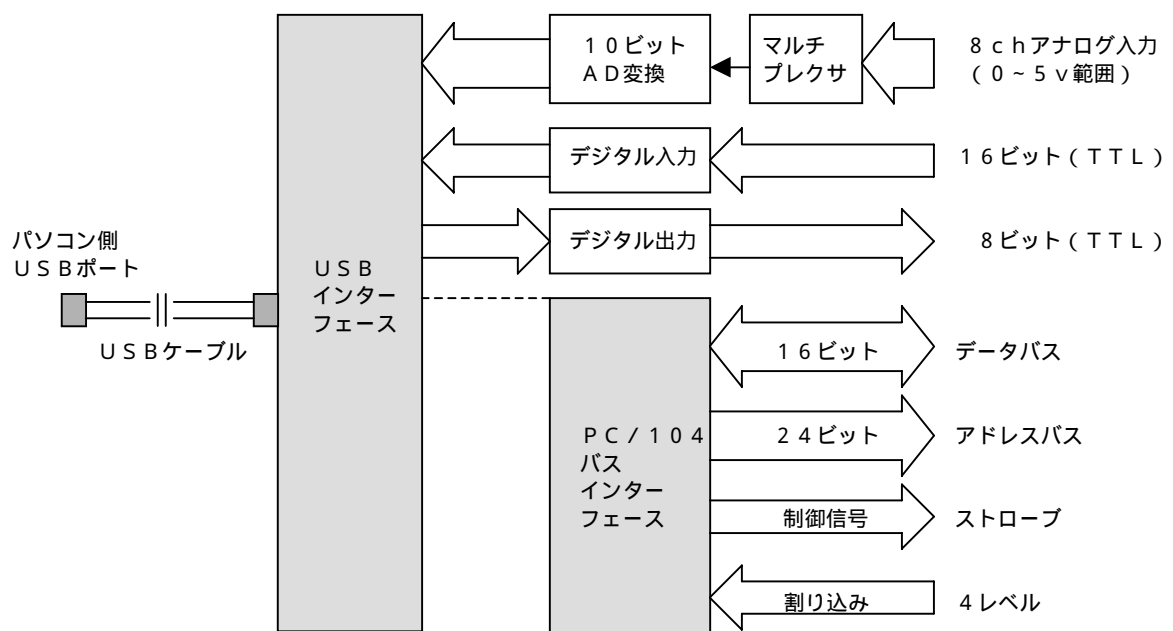 １０ビット
ＡＤ変換
マルチ
プレクサ
８ｃｈアナログ入力
（０～５ｖ範囲）
デジタル入力
１６ビット（ＴＴＬ）
デジタル出力
８ビット（ＴＴＬ）
パソコン側
ＵＳＢポート
ＵＳＢケーブル
ＵＳＢ
インター
フェース
１６ビット
データバス
ＰＣ/１０４
バス
インター
フェース
２４ビット
アドレスバス
制御信号
ストローブ
割り込み
４レベル